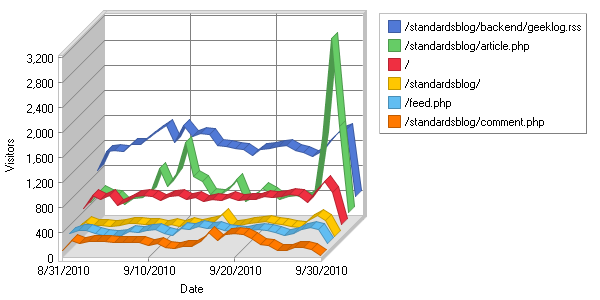 /standardsblog/backend/geeklog.rss
/standardsblog/article.php
/
/standardsblog/
/feed.php
/standardsblog/comment.php
3,200
2,800
2,400
2,000
1,600
1,200
800
400
0
Visitors
8/31/2010 9/10/2010 9/20/2010 9/30/2010
Date